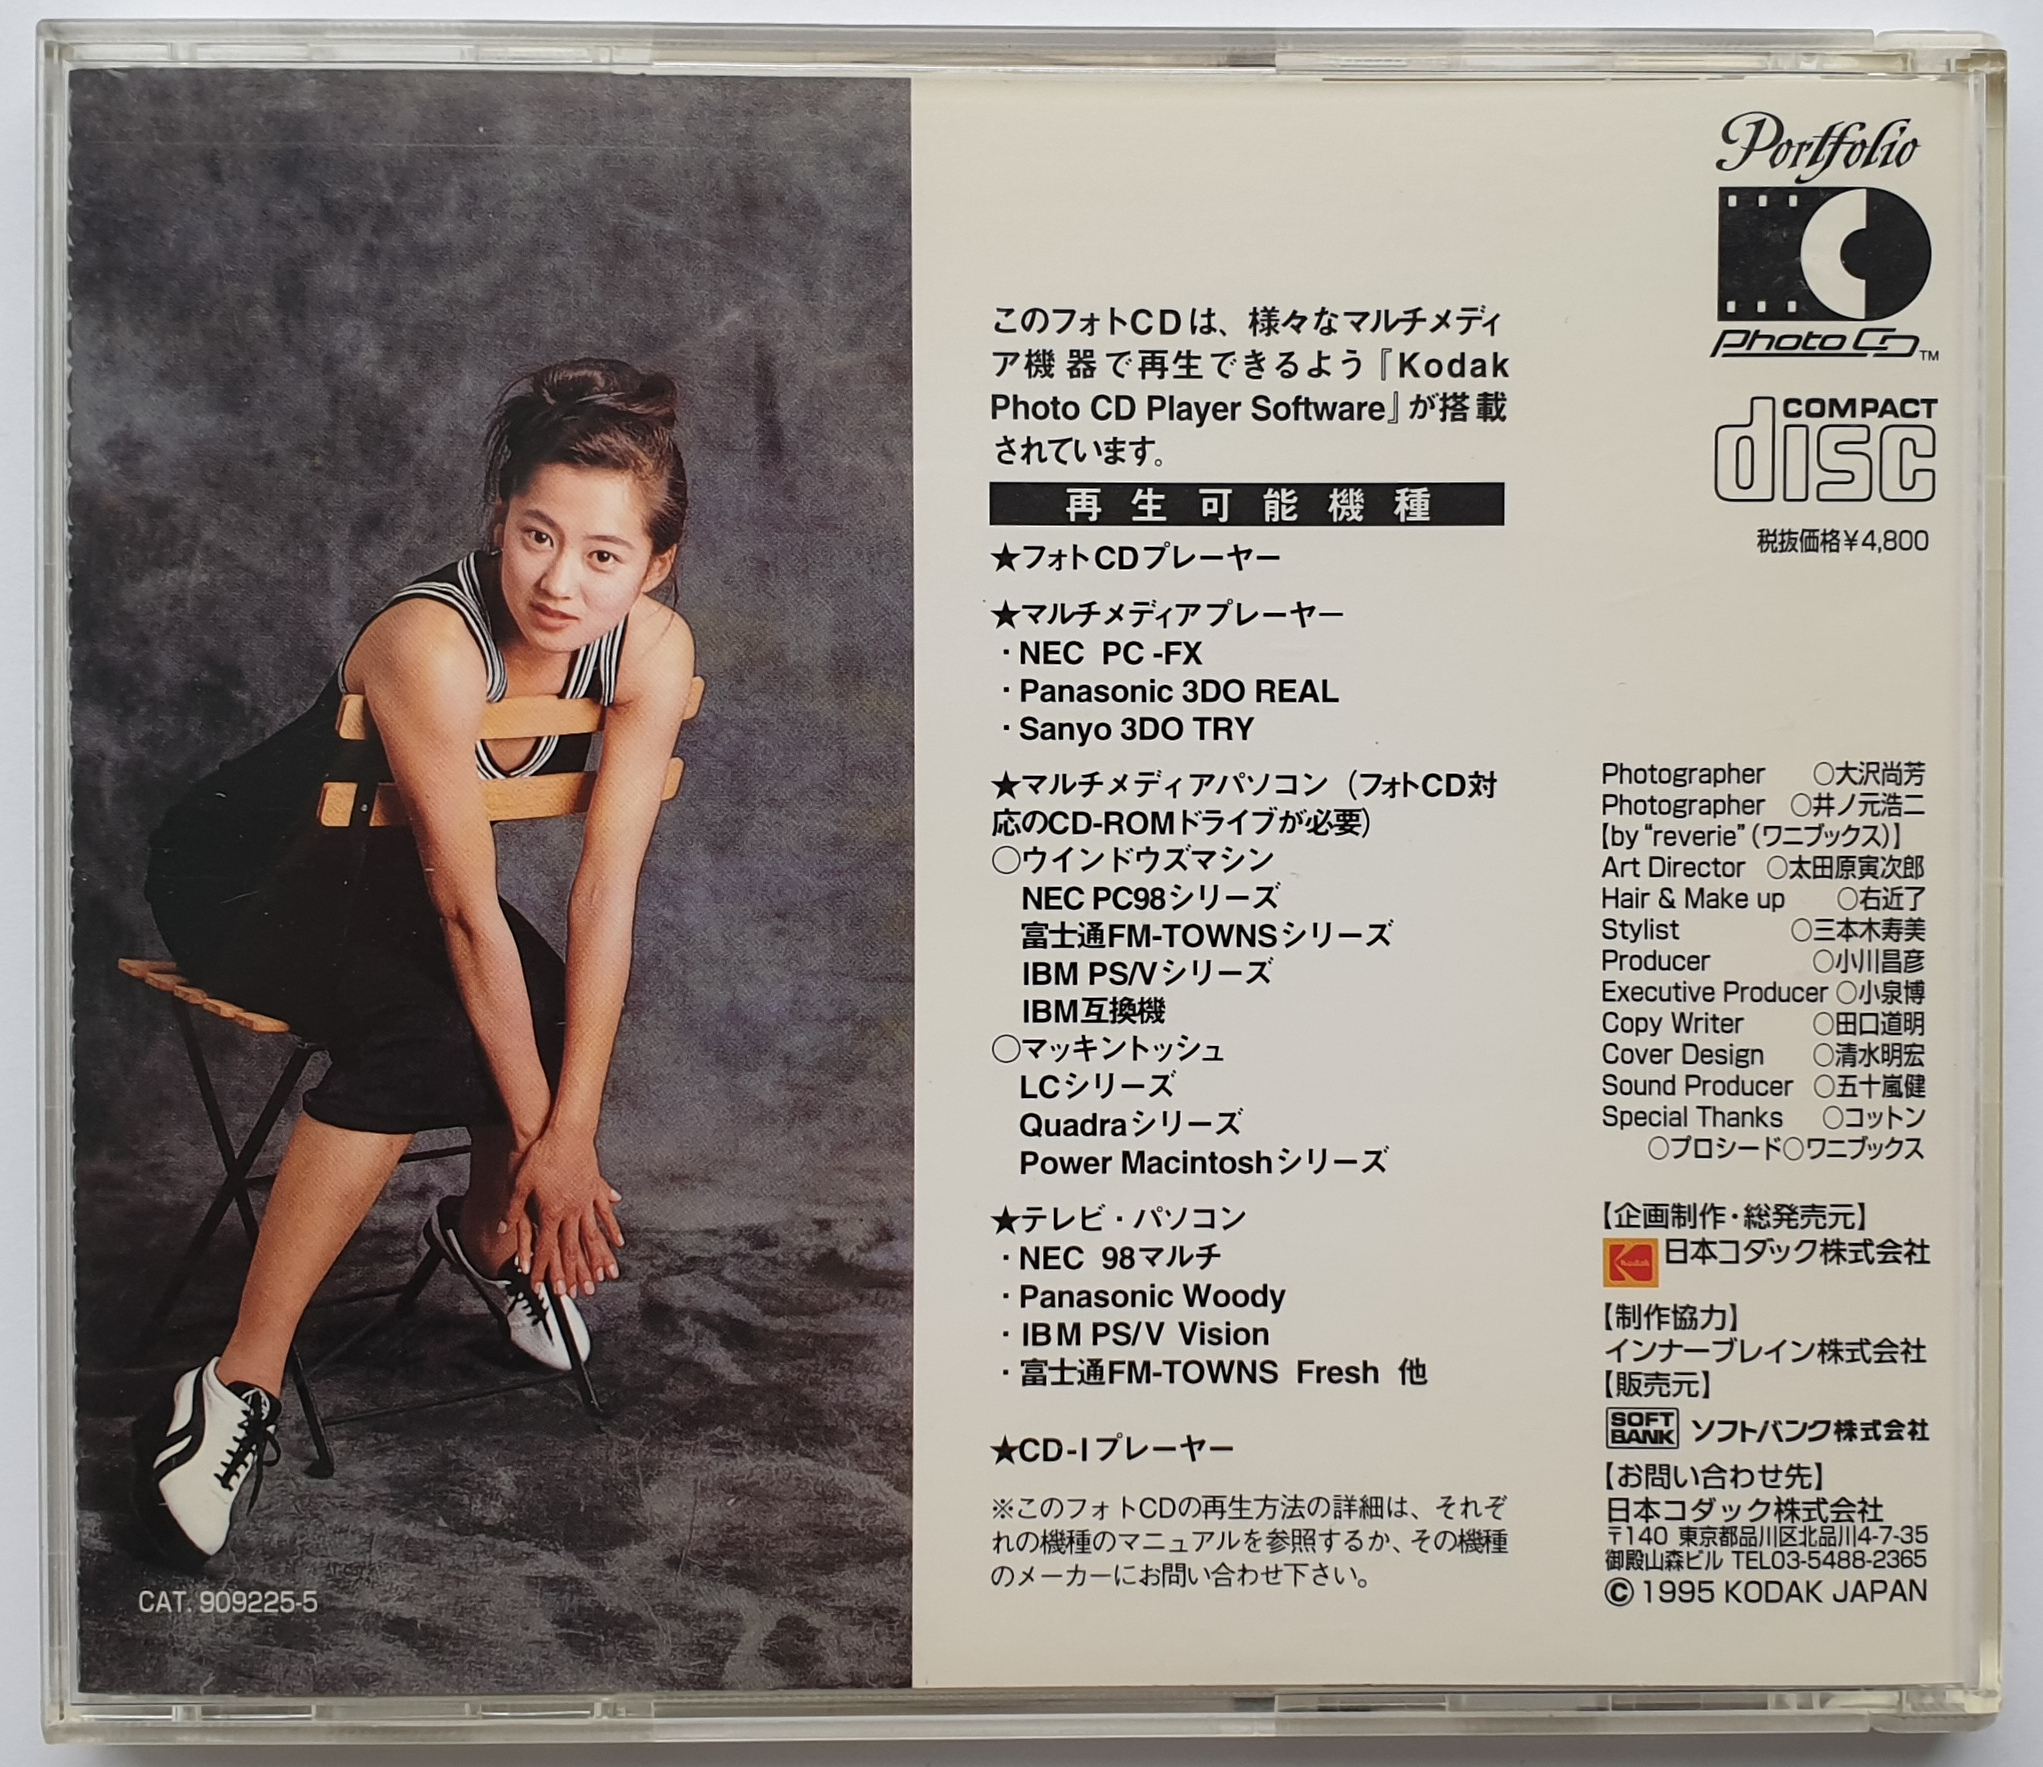 Portfolio
Photo CD™
COMPACT
disc
税抜価格¥4,800
このフォトCDは、様々なマルチメディ
ア機器で再生できるよう『Kodak
Photo CD Player Software』が搭載
されています。
再生可能機種
★フォトCDプレーヤー
★マルチメディアプレーヤー
・NEC PC-FX
・Panasonic 3DO REAL
・Sanyo 3DO TRY
★マルチメディアパソコン（フォトCD対
応のCD-ROMドライブが必要）
○ウインドウズマシン
NEC PC98シリーズ
富士通FM-TOWNSシリーズ
IBM PS/Vシリーズ
IBM互換機
○マッキントッシュ
LCシリーズ
Quadraシリーズ
Power Macintoshシリーズ
★テレビ・パソコン
・NEC 98マルチ
・Panasonic Woody
・IBM PS/V Vision
・富士通FM-TOWNS Fresh 他
★CD-Iプレーヤー
※このフォトCDの再生方法の詳細は、それぞ
れの機種のマニュアルを参照するか、その機種
のメーカーにお問い合わせ下さい。
Photographer ○大沢尚芳
Photographer ○井ノ元浩二
【by “reverie”（ワニブックス）】
Art Director ○太田原寅次郎
Hair & Make up ○右近了
Stylist ○三本木寿美
Producer ○小川昌彦
Executive Producer ○小泉博
Copy Writer ○田口道明
Cover Design ○清水明宏
Sound Producer ○五十嵐健
Special Thanks ○コットン
○プロシード○ワニブックス
【企画制作・総発売元】
Kodak 日本コダック株式会社
【制作協力】
インナーブレイン株式会社
【販売元】
SOFT BANK ソフトバンク株式会社
【お問い合わせ先】
日本コダック株式会社
〒140 東京都品川区北品川4-7-35
御殿山森ビル TEL03-5488-2365
© 1995 KODAK JAPAN
CAT. 909225-5